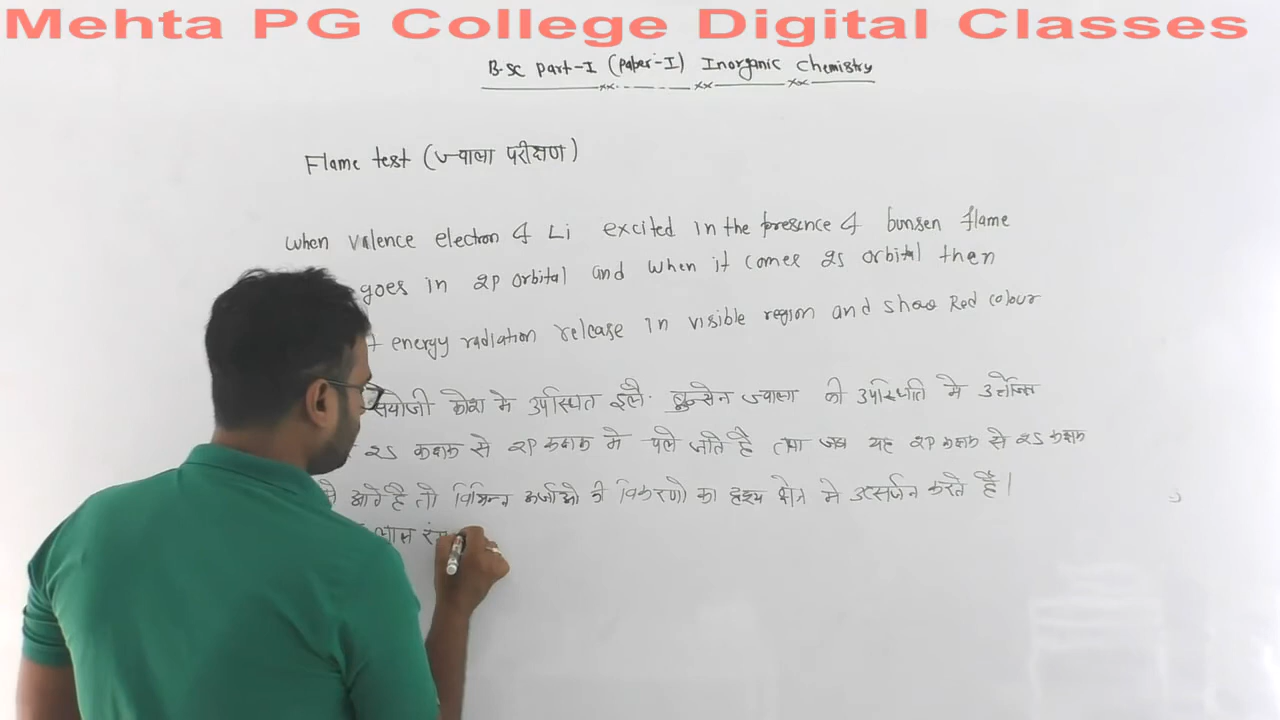 Mehta PG College Digital Classes
B.Sc Part-I (Paper-I) Inorganic Chemistry
Flame test (ज्वाला परीक्षण)
when valence electron of Li excited in the presence of bunsen flame
goes in 2P orbital and when it comes 2S orbital then
energy radiation release in visible region and show Red colour
संयोजी कोश मे उपस्थित इलै. बुन्सेन ज्वाला की उपस्थिति मे
2S कक्षक से 2P कक्षक मे चले जाते है तथा जब यह 2P कक्षक से 2S कक्षक
आते है तो विभिन्न ऊर्जाओ की विकिरणो का दृश्य क्षेत्र मे उत्सर्जन करते है।
लाल